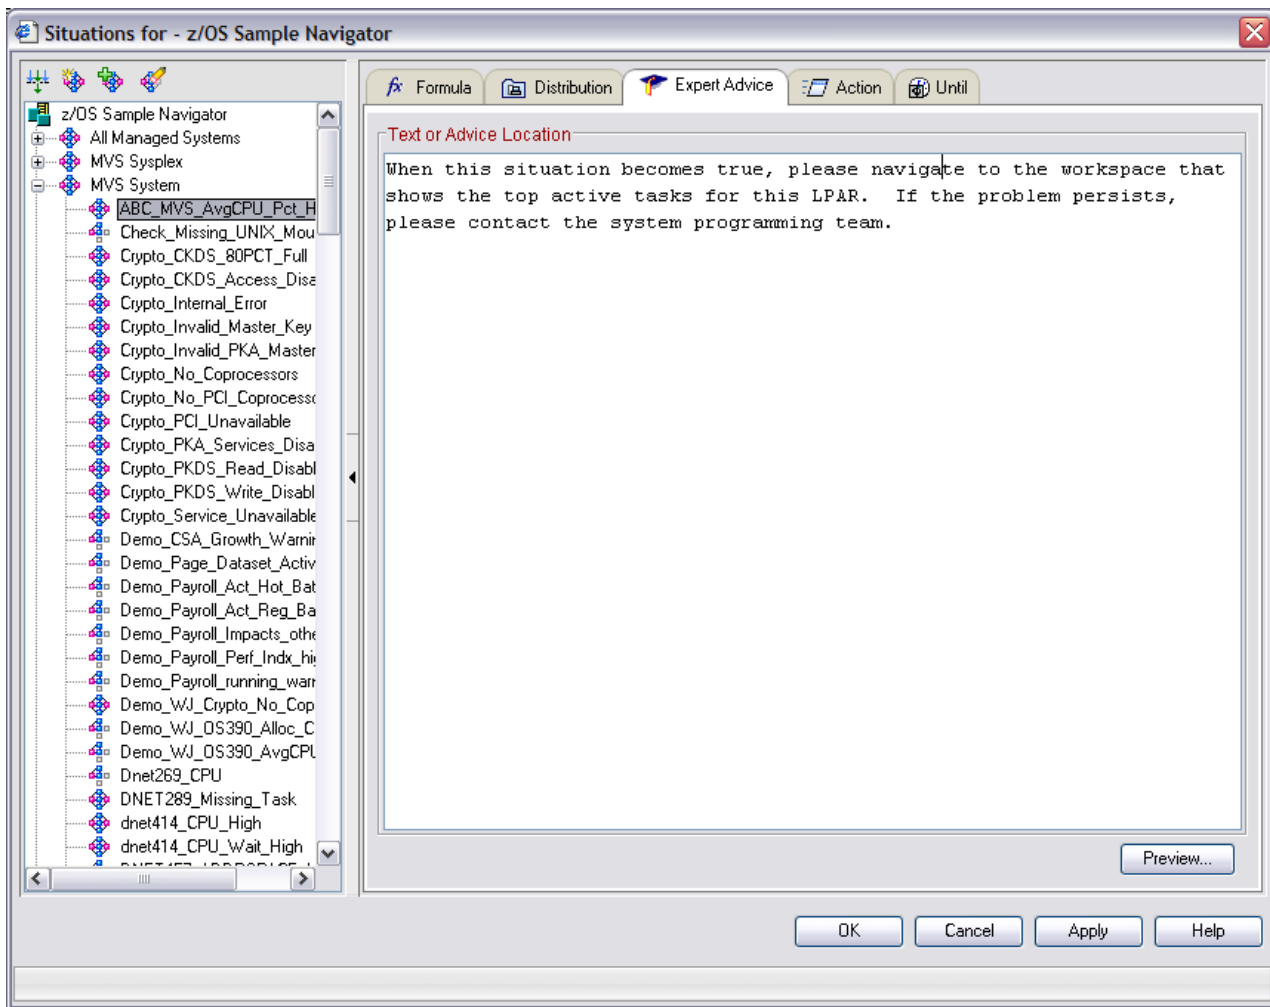 Situations for - z/OS Sample Navigator
z/OS Sample Navigator
All Managed Systems
MVS Sysplex
MVS System
ABC_MVS_AvgCPU_Pct_H
Check_Missing_UNIX_Mou
Crypto_CKDS_80PCT_Full
Crypto_CKDS_Access_Disa
Crypto_Internal_Error
Crypto_Invalid_Master_Key
Crypto_Invalid_PKA_Master
Crypto_No_Coprocessors
Crypto_No_PCI_Coprocesso
Crypto_PCI_Unavailable
Crypto_PKA_Services_Disa
Crypto_PKDS_Read_Disabl
Crypto_PKDS_Write_Disabl
Crypto_Service_Unavailable
Demo_CSA_Growth_Warnin
Demo_Page_Dataset_Activ
Demo_Payroll_Act_Hot_Bat
Demo_Payroll_Act_Reg_Ba
Demo_Payroll_Impacts_othe
Demo_Payroll_Perf_Indx_hi
Demo_Payroll_running_warr
Demo_WJ_Crypto_No_Cop
Demo_WJ_OS390_Alloc_C
Demo_WJ_OS390_AvgCPU
Dnet269_CPU
DNET289_Missing_Task
dnet414_CPU_High
dnet414_CPU_Wait_High
fx Formula
Distribution
Expert Advice
Action
Until
Text or Advice Location
When this situation becomes true, please navigate to the workspace that
shows the top active tasks for this LPAR.  If the problem persists,
please contact the system programming team.
Preview...
OK
Cancel
Apply
Help